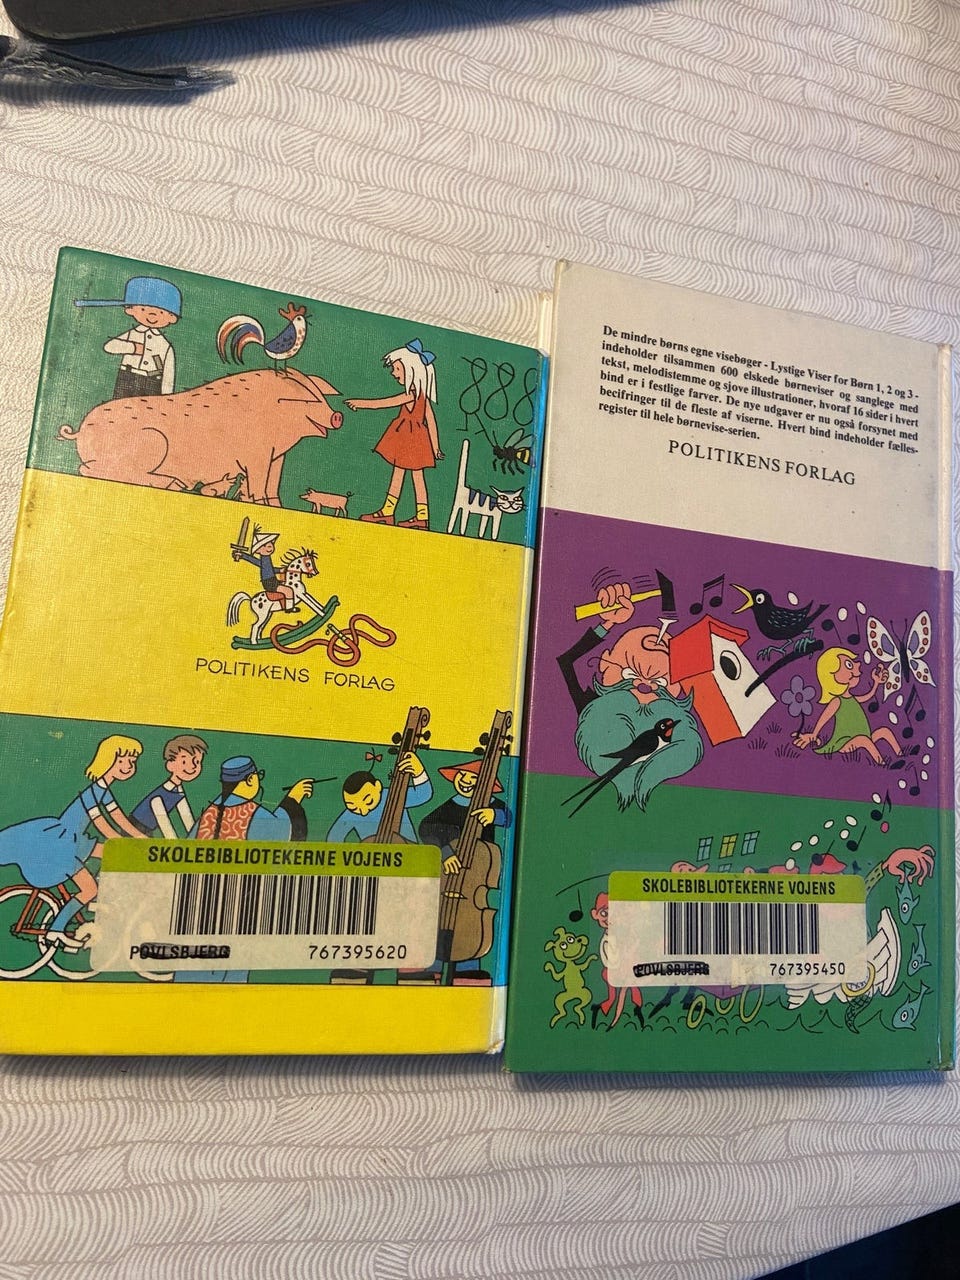 POLITIKENS FORLAG
SKOLEBIBLIOTEKERNE VOJENS
POVLSBJERG
767395620
De mindre børns egne visebøger - Lystige Viser for Børn 1, 2 og 3 -
indeholder tilsammen 600 elskede børneviser og sanglege med
tekst, melodistemme og sjove illustrationer, hvoraf 16 sider i hvert
bind er i festlige farver. De nye udgaver er nu også forsynet med
becifringer til de fleste af viserne. Hvert bind indeholder fælles-
register til hele børnevise-serien.
POLITIKENS FORLAG
SKOLEBIBLIOTEKERNE VOJENS
POVLSBJERG
767395450